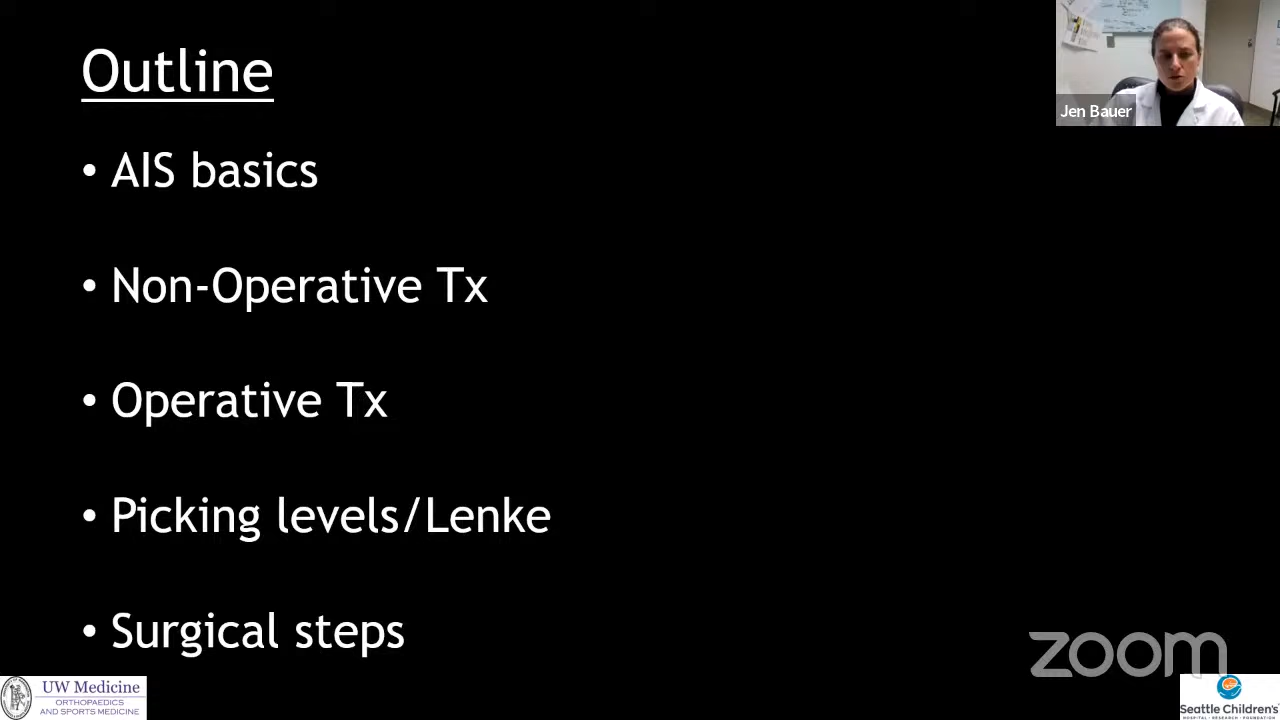 Outline
Jen Bauer
• AIS basics
• Non-Operative Tx
• Operative Tx
• Picking levels/Lenke
• Surgical steps
zoom
UW Medicine
ORTHOPAEDICS
AND SPORTS MEDICINE
Seattle Children's
HOSPITAL • RESEARCH • FOUNDATION